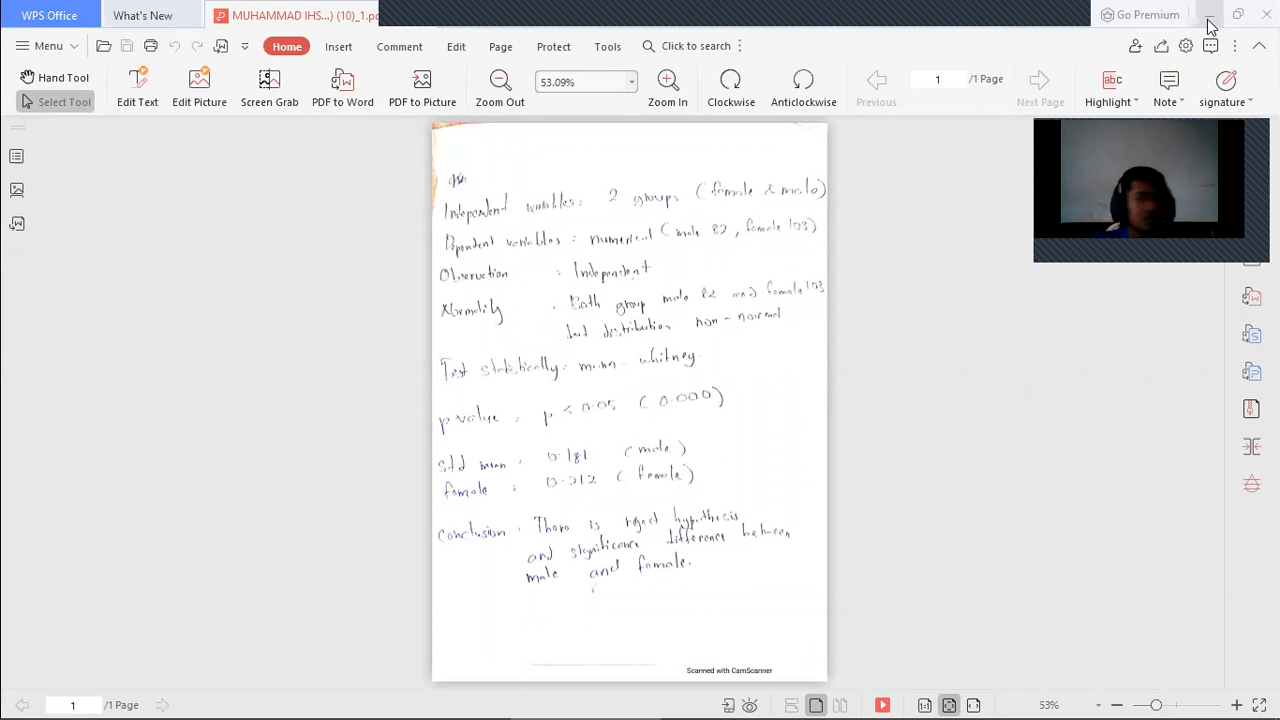 WPS Office
What's New
MUHAMMAD IHS...) (10)_1.pc
Go Premium
Menu
Home
Insert
Comment
Edit
Page
Protect
Tools
Click to search
Hand Tool
Select Tool
Edit Text
Edit Picture
Screen Grab
PDF to Word
PDF to Picture
Zoom Out
53.09%
Zoom In
Clockwise
Anticlockwise
Previous
1
/1 Page
Next Page
Highlight
Note
signature
Independent variables: 2 groups (female & male)
Dependent variables : numerical (male 82, female 103)
Observation : Independent
Normality : Both group male 82 and female 103
distribution non-normal
Test statistically: mann whitney.
p value : p < 0.05 (0.000)
std mean : 0.181 (male)
female : 0.212 (female)
Conclusion : There is reject hypothesis
and significance difference between
male and female.
Scanned with CamScanner
1
/1 Page
53%